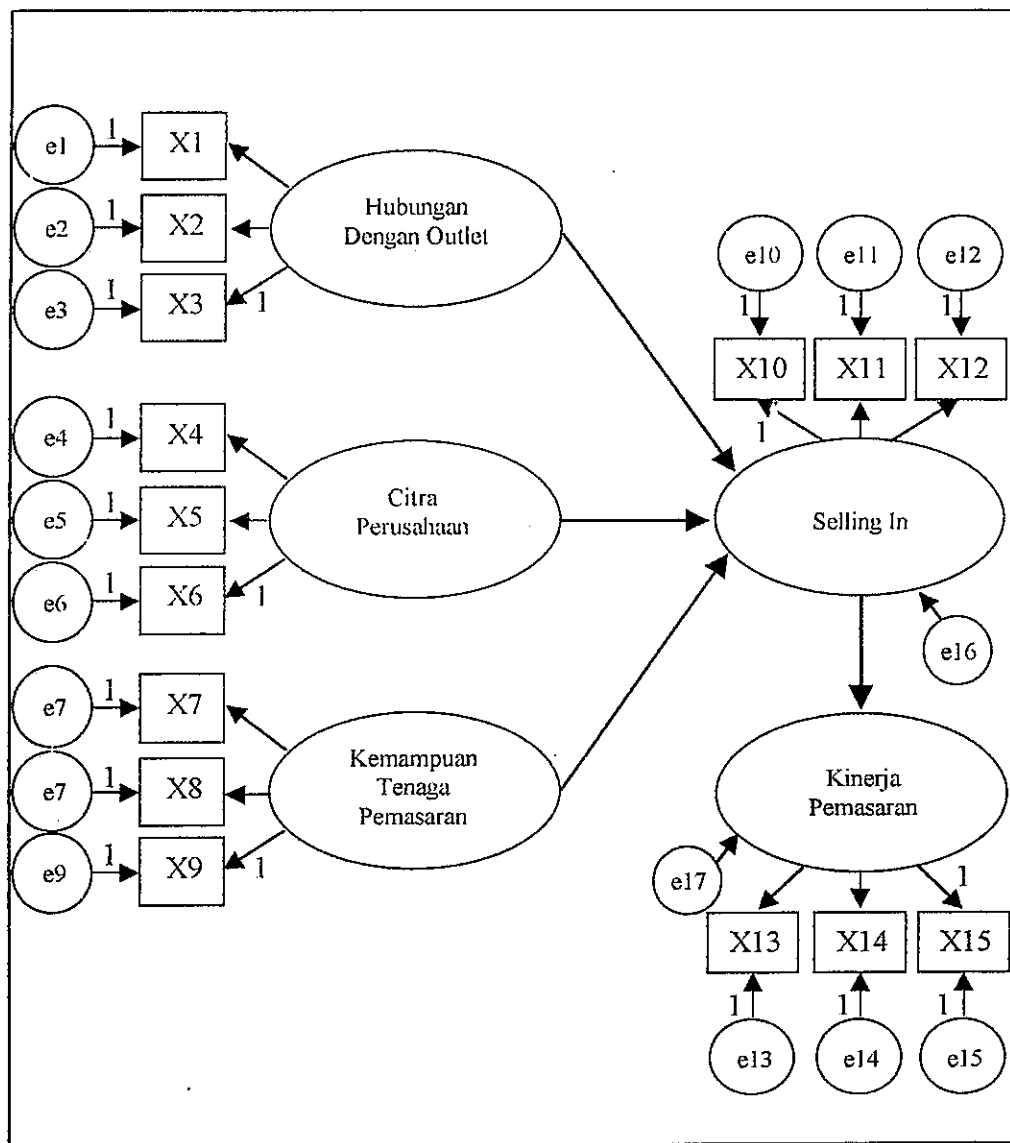 e1 1 X1
e2 1 X2
e3 1 X3 1
Hubungan
Dengan Outlet
e4 1 X4
e5 1 X5
e6 1 X6 1
Citra
Perusahaan
e7 1 X7
e7 1 X8
e9 1 X9 1
Kemampuan
Tenaga
Pemasaran
e10 e11 e12
1 1 1
X10 X11 X12
1
Selling In
e16
Kinerja
Pemasaran
e17
1
X13 X14 X15
1 1 1
e13 e14 e15